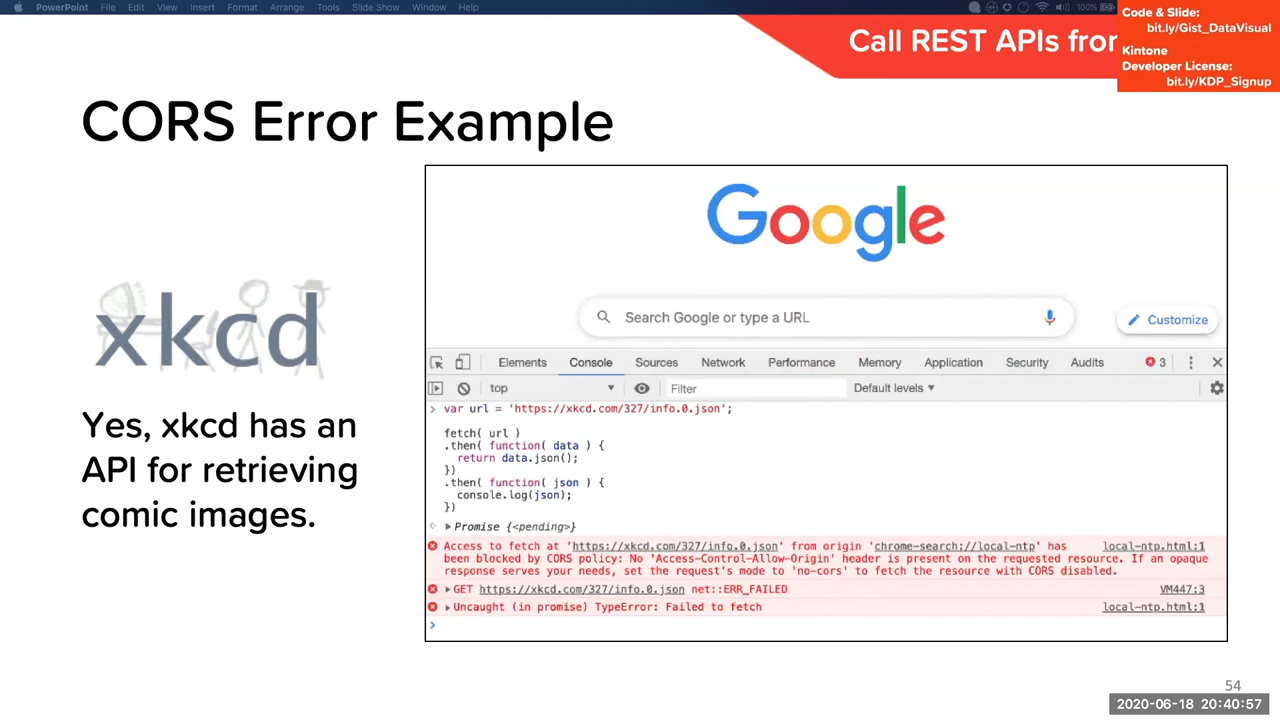 PowerPoint File Edit View Insert Format Arrange Tools Slide Show Window Help 100%
Call REST APIs from
Code & Slide:
bit.ly/Gist_DataVisual
Kintone
Developer License:
bit.ly/KDP_Signup
CORS Error Example
xkcd
Yes, xkcd has an
API for retrieving
comic images.
Google
Search Google or type a URL
Customize
Elements Console Sources Network Performance Memory Application Security Audits 3
top Filter Default levels
> var url = 'https://xkcd.com/327/info.0.json';
fetch( url )
.then( function( data ) {
return data.json();
})
.then( function( json ) {
console.log(json);
})
Promise {<pending>}
Access to fetch at 'https://xkcd.com/327/info.0.json' from origin 'chrome-search://local-ntp' has local-ntp.html:1
been blocked by CORS policy: No 'Access-Control-Allow-Origin' header is present on the requested resource. If an opaque
response serves your needs, set the request's mode to 'no-cors' to fetch the resource with CORS disabled.
GET https://xkcd.com/327/info.0.json net::ERR_FAILED VM447:3
Uncaught (in promise) TypeError: Failed to fetch local-ntp.html:1
>
54
2020-06-18 20:40:57